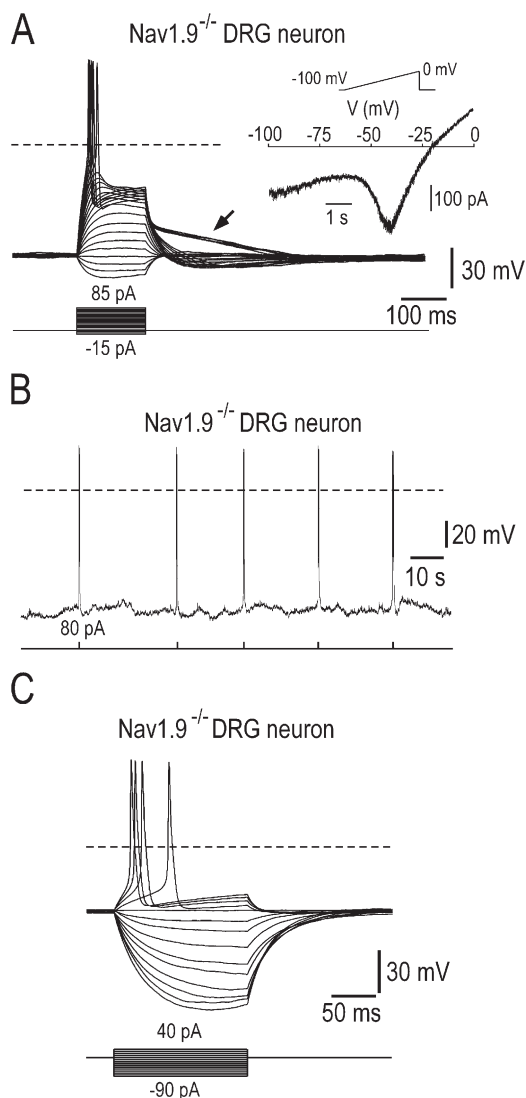 A
Nav1.9-/- DRG neuron
-100 mV
0 mV
V (mV)
-100 -75 -50 -25 0
1 s
100 pA
30 mV
100 ms
85 pA
-15 pA
B
Nav1.9-/- DRG neuron
20 mV
10 s
80 pA
C
Nav1.9-/- DRG neuron
30 mV
50 ms
40 pA
-90 pA